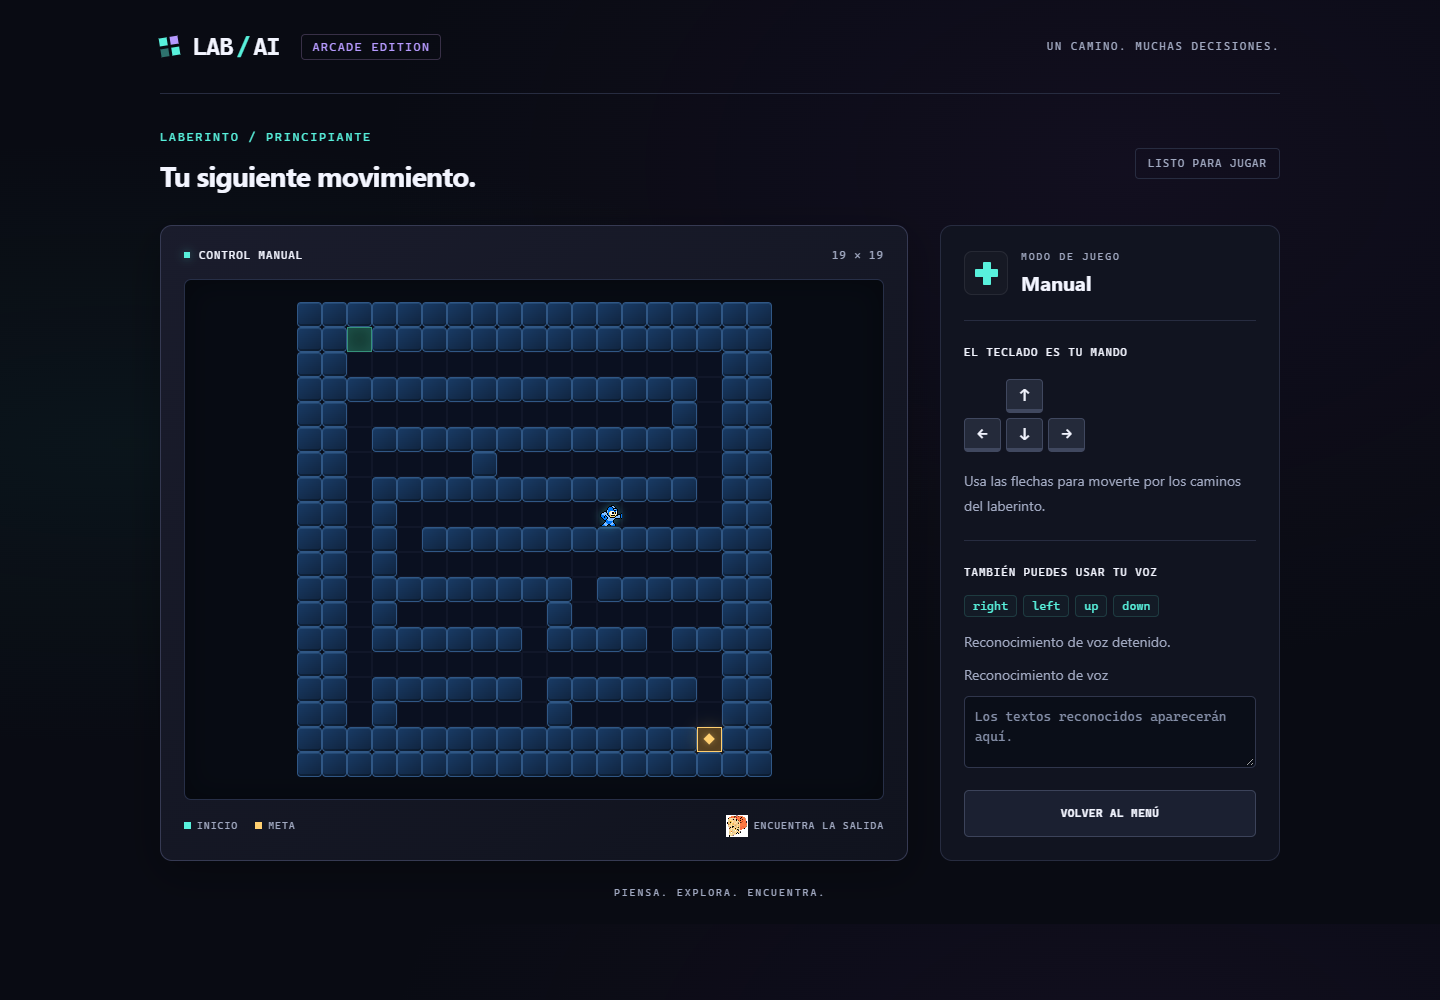 LAB/AI
ARCADE EDITION
UN CAMINO. MUCHAS DECISIONES.
LABERINTO / PRINCIPIANTE
Tu siguiente movimiento.
LISTO PARA JUGAR
CONTROL MANUAL
19 × 19
INICIO
META
ENCUENTRA LA SALIDA
MODO DE JUEGO
Manual
EL TECLADO ES TU MANDO
↑
← ↓ →
Usa las flechas para moverte por los caminos
del laberinto.
TAMBIÉN PUEDES USAR TU VOZ
right left up down
Reconocimiento de voz detenido.
Reconocimiento de voz
Los textos reconocidos aparecerán
aquí.
VOLVER AL MENÚ
PIENSA. EXPLORA. ENCUENTRA.